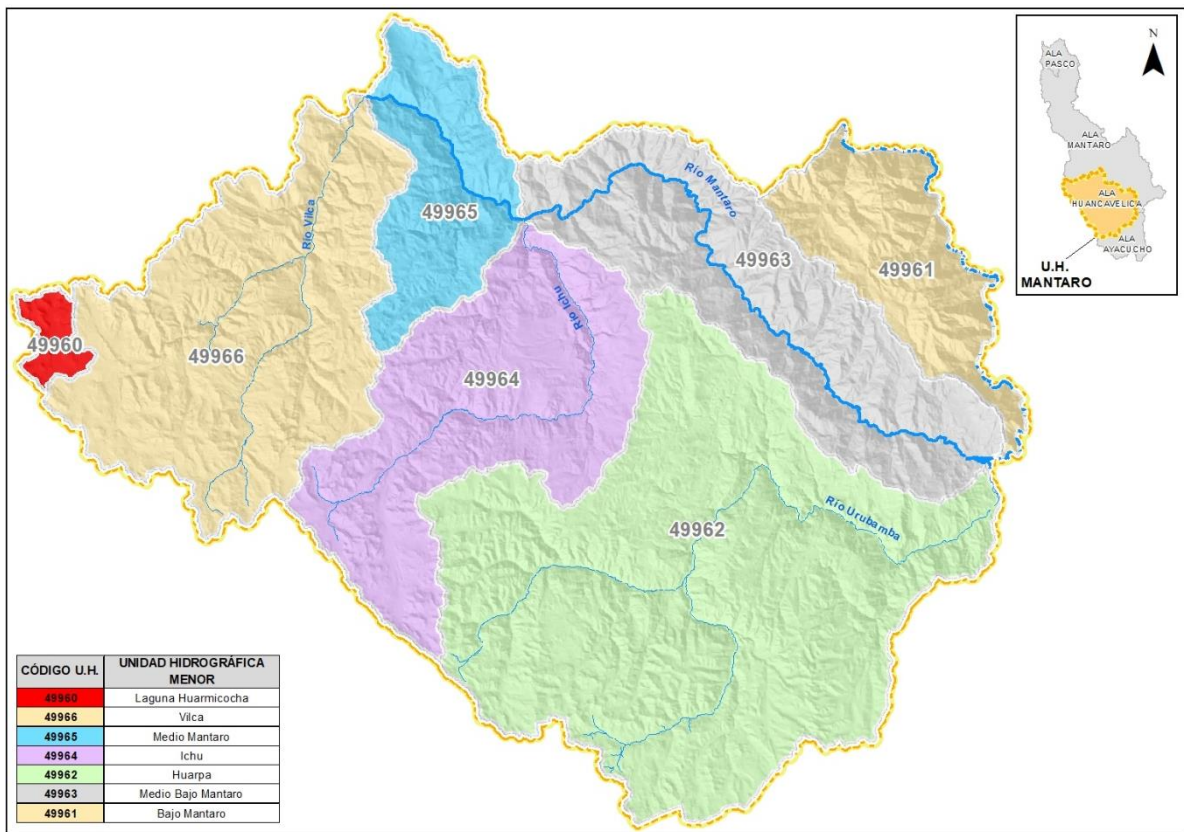 N
ALA
PASCO
ALA
MANTARO
ALA
HUANCAVELICA
ALA
AYACUCHO
U.H.
MANTARO
Río Mantaro
Río Vilca
49965
49963
49961
Río Ichu
49960
49966
49964
Río Urubamba
49962
CÓDIGO U.H. UNIDAD HIDROGRÁFICA
MENOR
49960 Laguna Huarmicocha
49966 Vilca
49965 Medio Mantaro
49964 Ichu
49962 Huarpa
49963 Medio Bajo Mantaro
49961 Bajo Mantaro